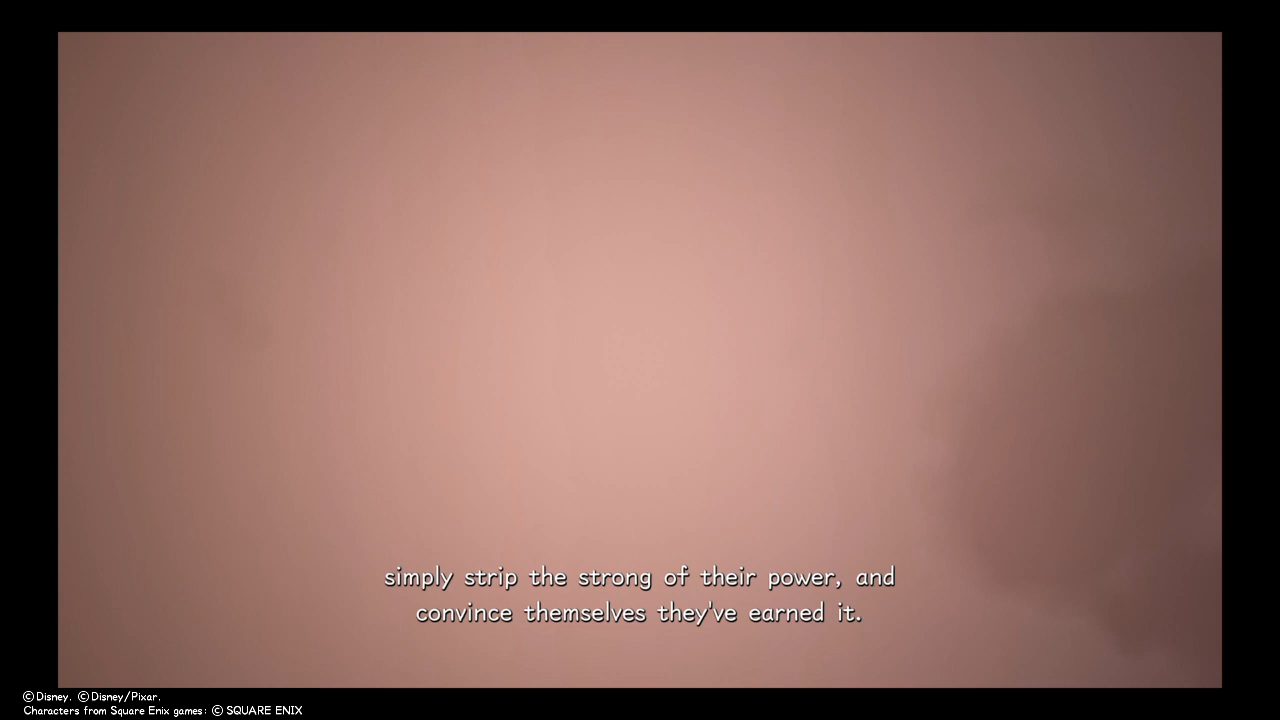 simply strip the strong of their power, and
convince themselves they've earned it.
©Disney. ©Disney/Pixar.
Characters from Square Enix games: © SQUARE ENIX